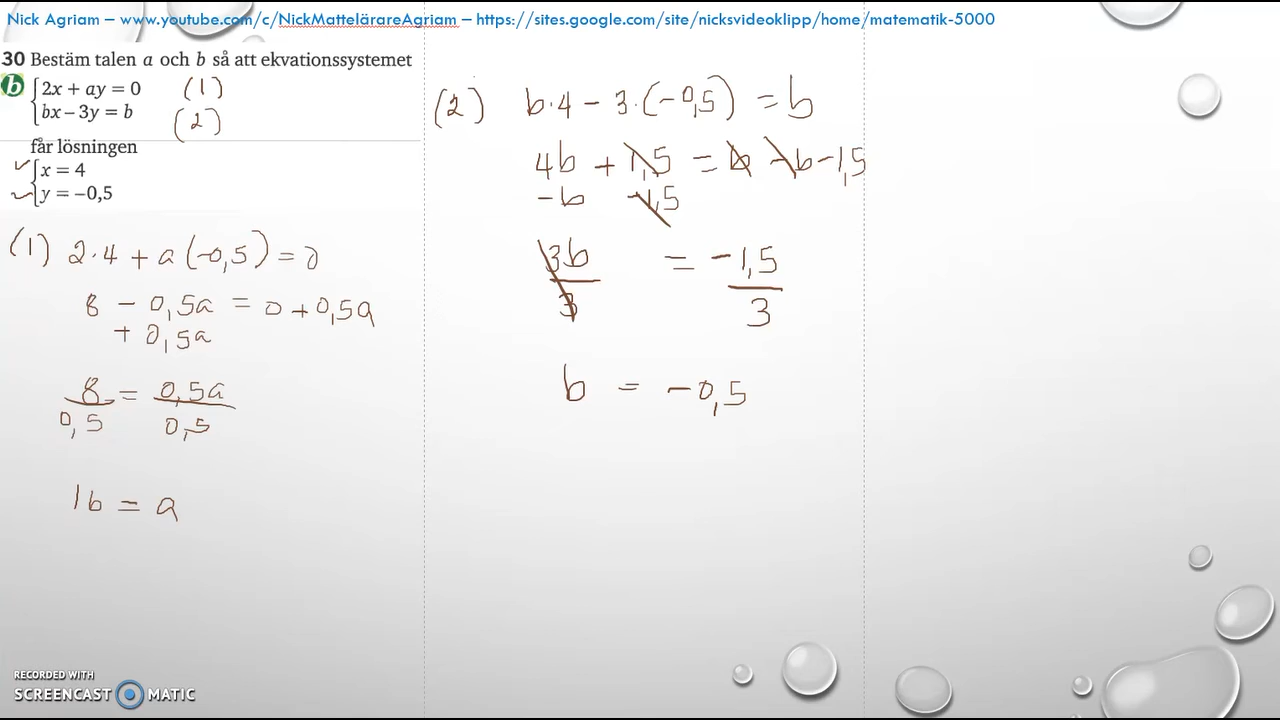 Nick Agriam – www.youtube.com/c/NickMattelärareAgriam – https://sites.google.com/site/nicksvideoklipp/home/matematik-5000
30 Bestäm talen a och b så att ekvationssystemet
b 2x + ay = 0 (1)
bx – 3y = b (2)
får lösningen
x = 4
y = –0,5
(1) 2·4 + a(-0,5) = 0
8 - 0,5a = 0 + 0,5a
+ 0,5a
8/0,5 = 0,5a/0,5
16 = a
(2) b·4 - 3·(-0,5) = b
4b + 1,5 = b - b - 1,5
-b -1,5
3b/3 = -1,5/3
b = -0,5
RECORDED WITH
SCREENCAST MATIC